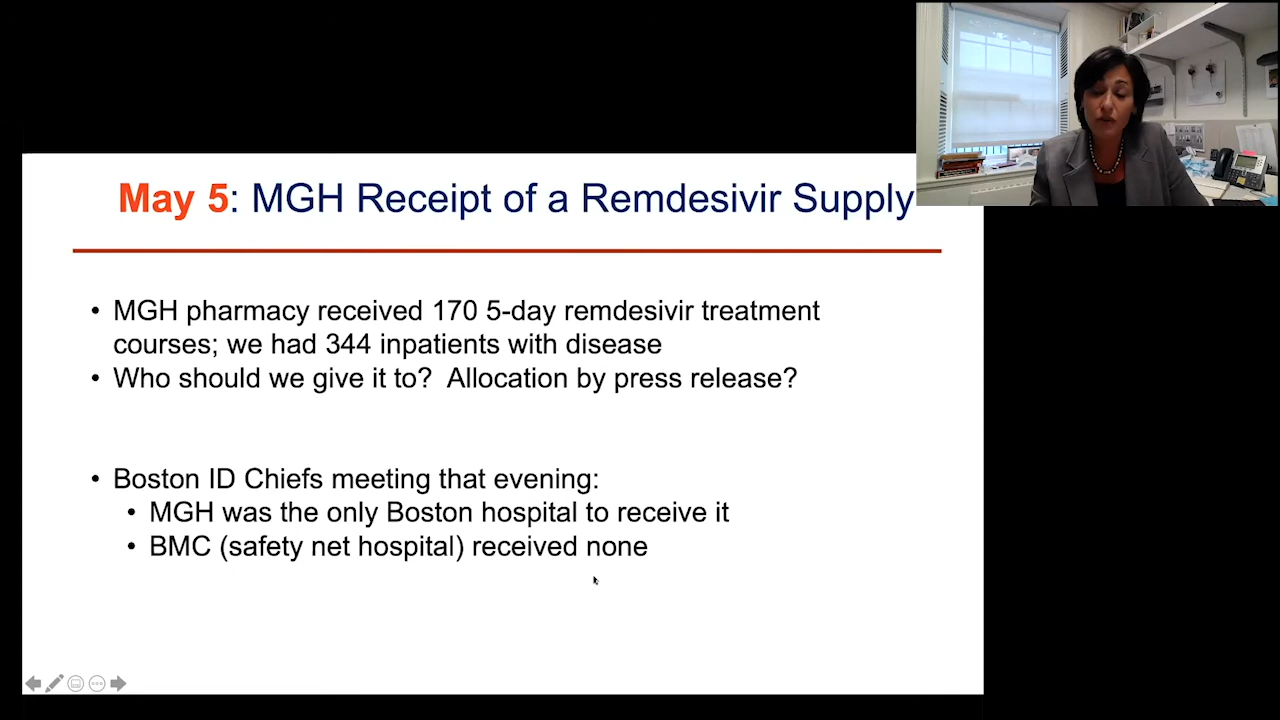 May 5: MGH Receipt of a Remdesivir Supply
• MGH pharmacy received 170 5-day remdesivir treatment
courses; we had 344 inpatients with disease
• Who should we give it to? Allocation by press release?
• Boston ID Chiefs meeting that evening:
• MGH was the only Boston hospital to receive it
• BMC (safety net hospital) received none